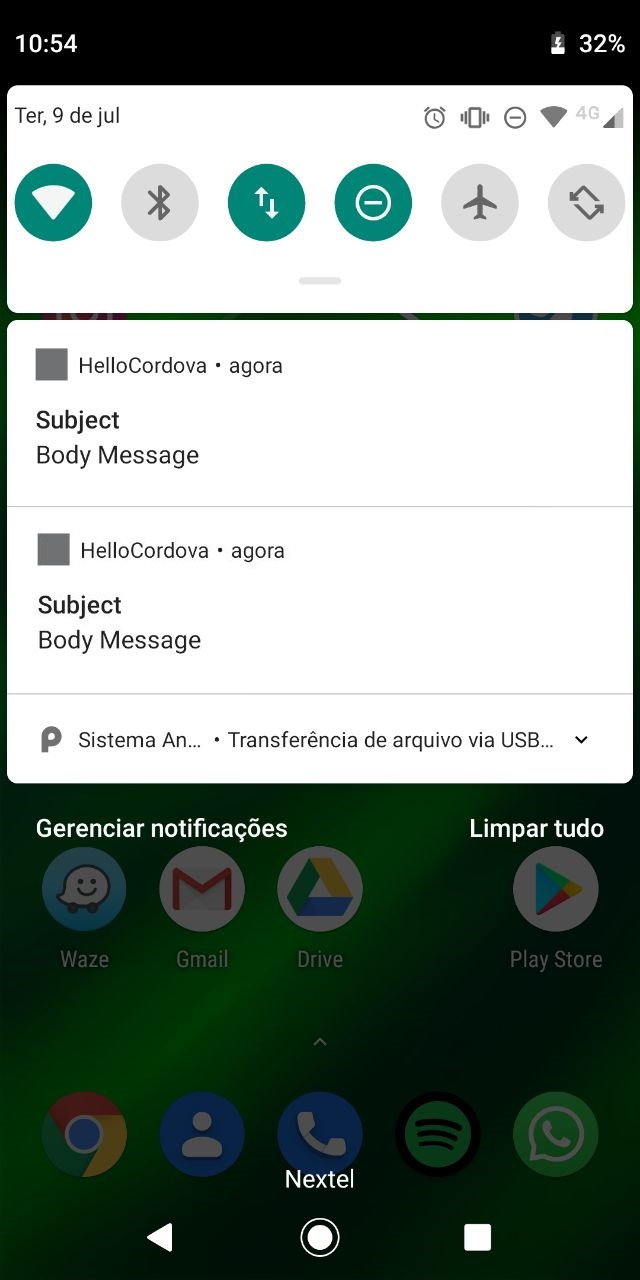 10:54
32%
Ter, 9 de jul
4G
HelloCordova • agora
Subject
Body Message
HelloCordova • agora
Subject
Body Message
Sistema An... • Transferência de arquivo via USB...
Gerenciar notificações
Limpar tudo
Waze
Gmail
Drive
Play Store
Nextel